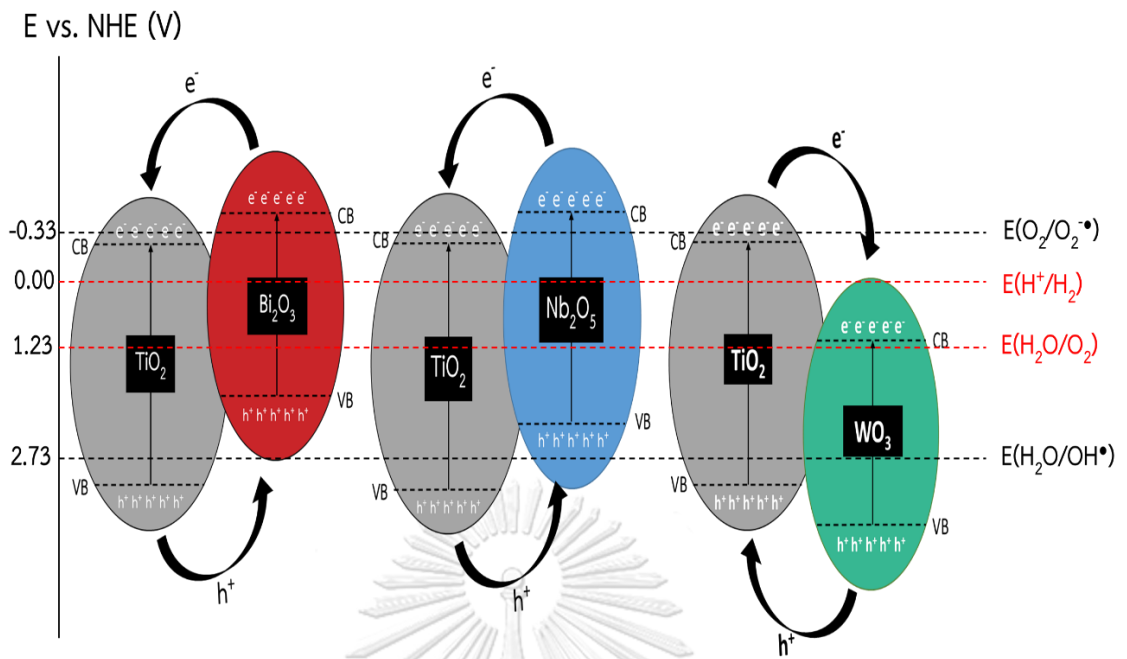 E vs. NHE (V)
e⁻ e⁻ e⁻
e⁻ e⁻ e⁻ e⁻ e⁻ e⁻ e⁻ e⁻ e⁻ e⁻
CB CB
-0.33 e⁻ e⁻ e⁻ e⁻ e⁻ e⁻ e⁻ e⁻ e⁻ e⁻ e⁻ e⁻ e⁻ e⁻ e⁻ E(O₂/O₂⁻•)
CB CB CB
0.00 E(H⁺/H₂)
Bi₂O₃ Nb₂O₅
e⁻ e⁻ e⁻ e⁻ e⁻
1.23 CB E(H₂O/O₂)
TiO₂ TiO₂ TiO₂
VB
h⁺ h⁺ h⁺ h⁺ h⁺ VB
WO₃
h⁺ h⁺ h⁺ h⁺ h⁺
2.73 E(H₂O/OH•)
VB VB VB
h⁺ h⁺ h⁺ h⁺ h⁺ h⁺ h⁺ h⁺ h⁺ h⁺ h⁺ h⁺ h⁺ h⁺ h⁺
VB
h⁺ h⁺ h⁺ h⁺ h⁺
h⁺ h⁺
h⁺